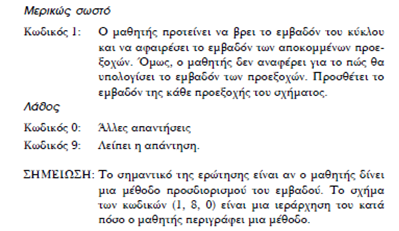 Μερικώς σωστό
Κωδικός 1: Ο μαθητής προτείνει να βρει το εμβαδόν του κύκλου
και να αφαιρέσει το εμβαδόν των αποκομμένων προε-
ξοχών. Όμως, ο μαθητής δεν αναφέρει για το πώς θα
υπολογίσει το εμβαδόν των προεξοχών. Προσθέτει το
εμβαδόν της κάθε προεξοχής του σχήματος.
Λάθος
Κωδικός 0: Άλλες απαντήσεις
Κωδικός 9: Λείπει η απάντηση.
ΣΗΜΕΙΩΣΗ: Το σημαντικό της ερώτησης είναι αν ο μαθητής δίνει
μια μέθοδο προσδιορισμού του εμβαδού. Το σχήμα
των κωδικών (1, 8, 0) είναι μια ιεράρχηση του κατά
πόσο ο μαθητής περιγράφει μια μέθοδο.